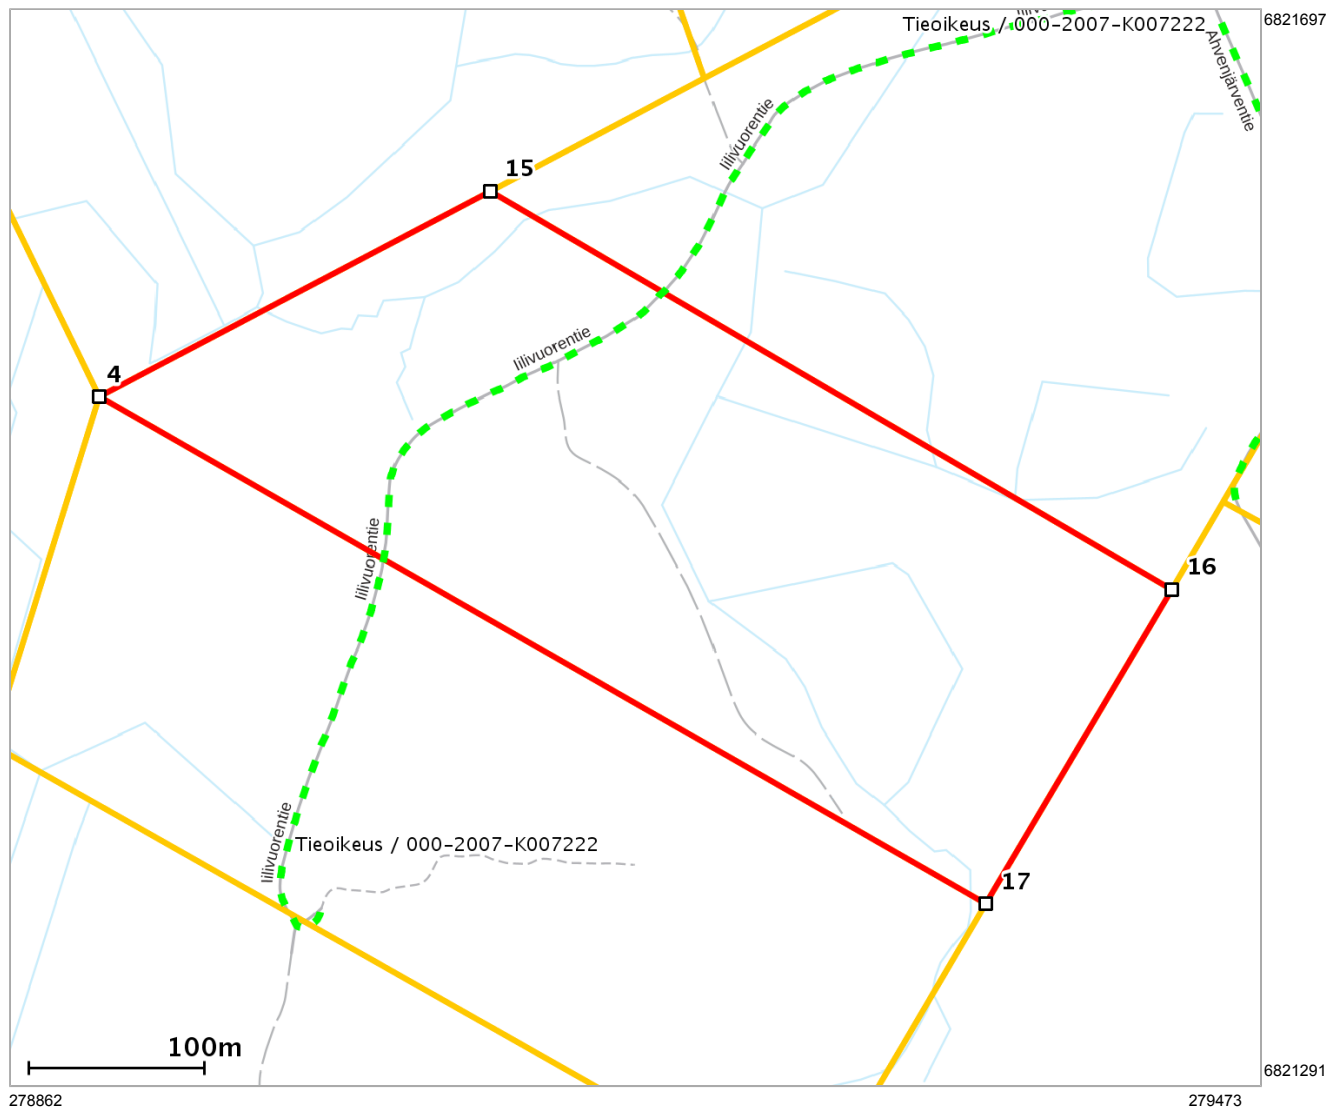 Tieoikeus / 000-2007-K007222
6821697
Ahvenjärventie
Iilivuorentie
15
Iilivuorentie
4
Iilivuorentie
16
Iilivuorentie
Tieoikeus / 000-2007-K007222
17
100m
6821291
278862
279473